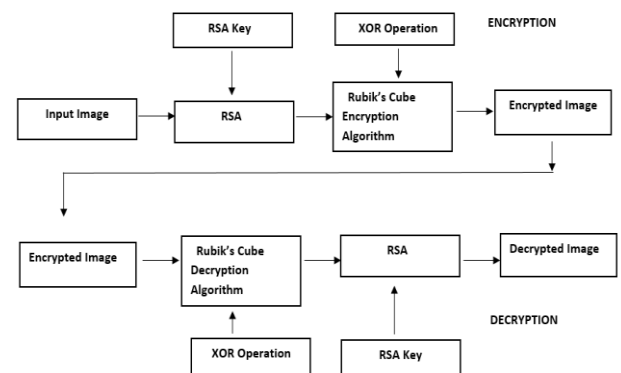 RSA Key
XOR Operation
ENCRYPTION
Input Image
RSA
Rubik's Cube
Encryption
Algorithm
Encrypted Image
Encrypted Image
Rubik's Cube
Decryption
Algorithm
RSA
Decrypted Image
XOR Operation
RSA Key
DECRYPTION